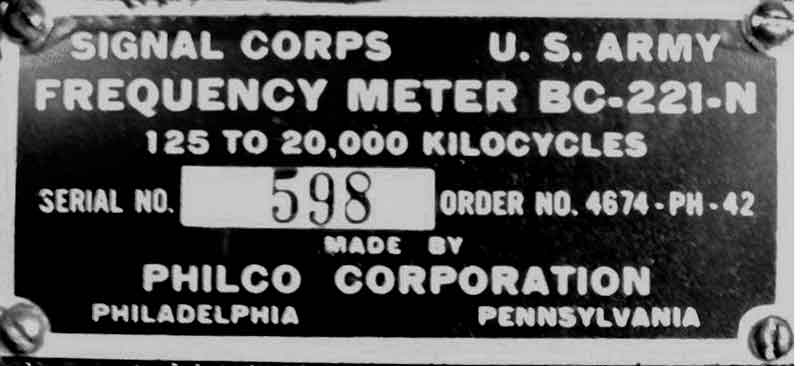 SIGNAL CORPS U. S. ARMY
FREQUENCY METER BC-221-N
125 TO 20,000 KILOCYCLES
SERIAL NO. 598 ORDER NO. 4674-PH-42
MADE BY
PHILCO CORPORATION
PHILADELPHIA PENNSYLVANIA